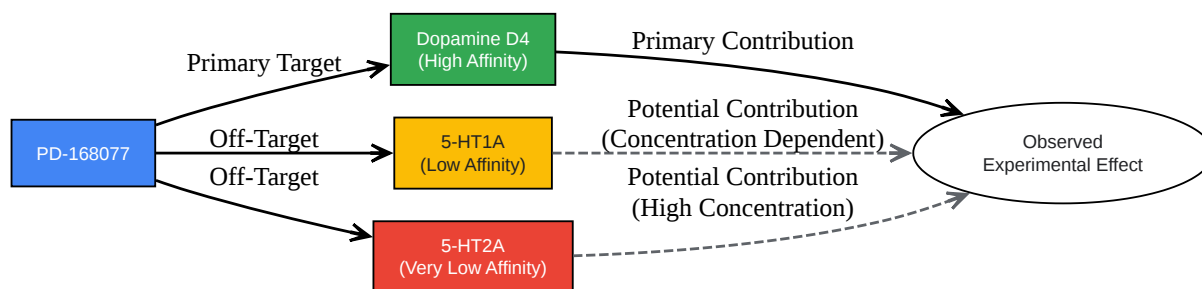 Dopamine D4
(High Affinity)
Primary Contribution
Primary Target
Potential Contribution
(Concentration Dependent)
Off-Target
5-HT1A
(Low Affinity)
PD-168077
Observed
Experimental Effect
Off-Target
Potential Contribution
(High Concentration)
5-HT2A
(Very Low Affinity)